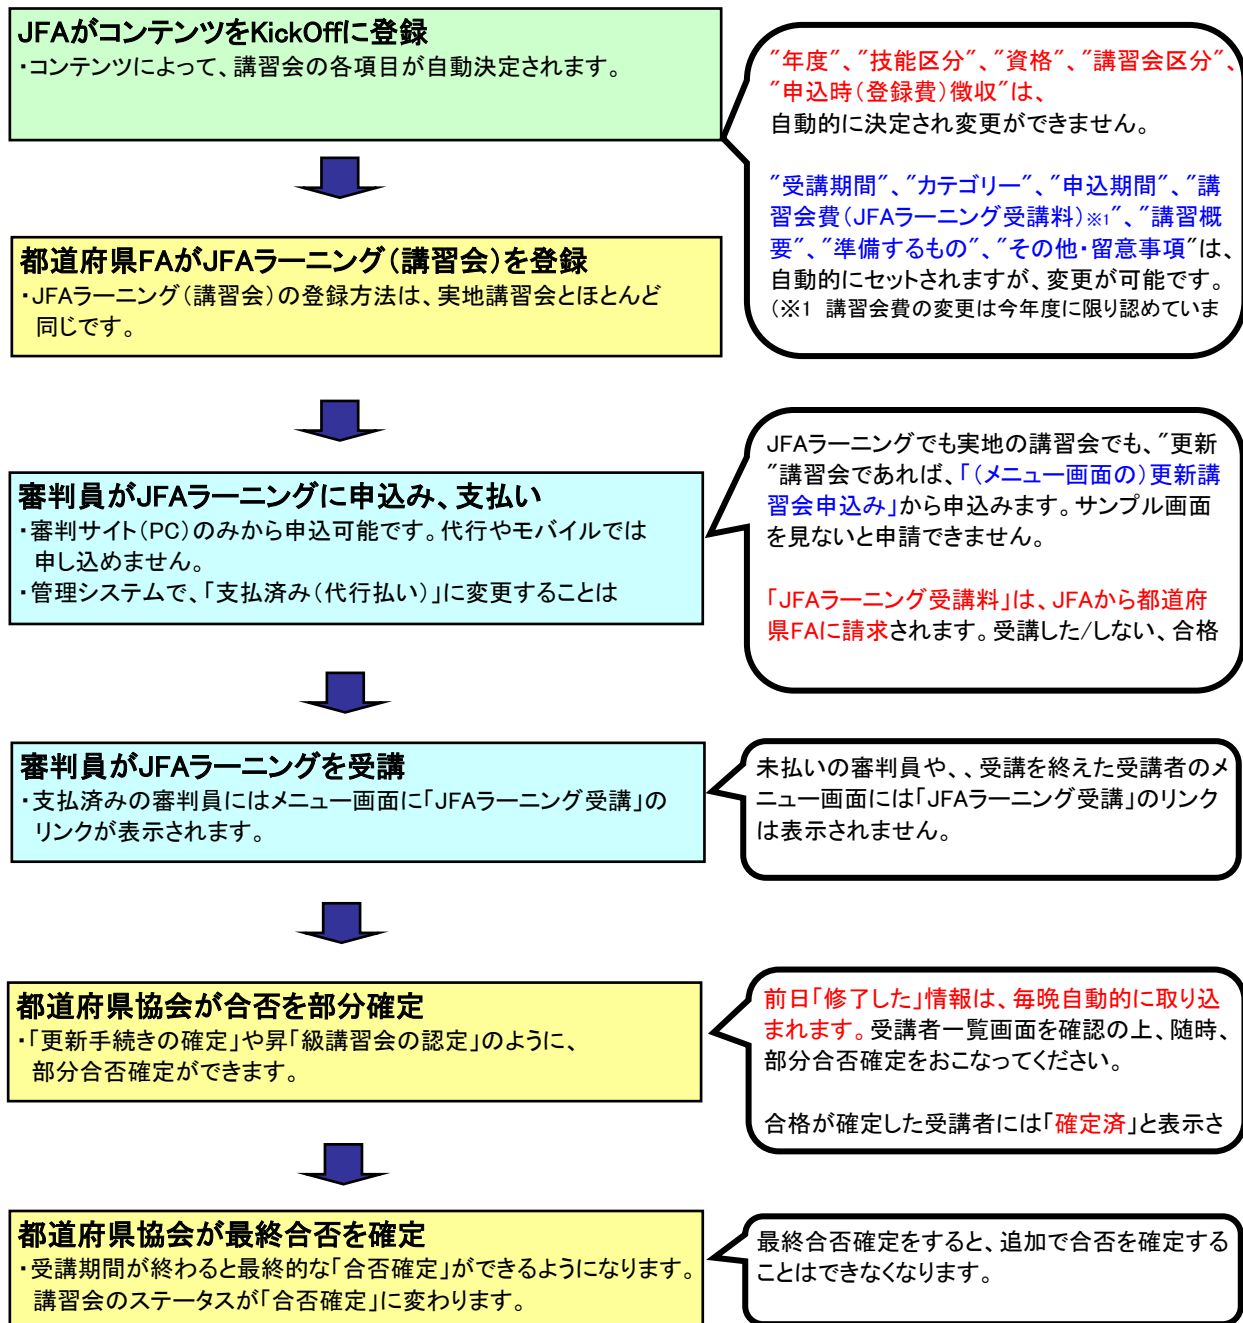 JFAがコンテンツをKickOffに登録
・コンテンツによって、講習会の各項目が自動決定されます。
"年度"、"技能区分"、"資格"、"講習会区分"、
"申込時(登録費)徴収"は、
自動的に決定され変更ができません。
"受講期間"、"カテゴリー"、"申込期間"、"講
習会費(JFAラーニング受講料)※1"、"講習概
要"、"準備するもの"、"その他・留意事項"は、
自動的にセットされますが、変更が可能です。
(※1 講習会費の変更は今年度に限り認めていま
都道府県FAがJFAラーニング(講習会)を登録
・JFAラーニング(講習会)の登録方法は、実地講習会とほとんど
同じです。
審判員がJFAラーニングに申込み、支払い
・審判サイト(PC)のみから申込可能です。代行やモバイルでは
申し込めません。
・管理システムで、「支払済み(代行払い)」に変更することは
JFAラーニングでも実地の講習会でも、"更新
"講習会であれば、「(メニュー画面の)更新講
習会申込み」から申込みます。サンプル画面
を見ないと申請できません。
「JFAラーニング受講料」は、JFAから都道府
県FAに請求されます。受講した/しない、合格
審判員がJFAラーニングを受講
・支払済みの審判員にはメニュー画面に「JFAラーニング受講」の
リンクが表示されます。
未払いの審判員や、、受講を終えた受講者のメ
ニュー画面には「JFAラーニング受講」のリンク
は表示されません。
都道府県協会が合否を部分確定
・「更新手続きの確定」や昇「級講習会の認定」のように、
部分合否確定ができます。
前日「修了した」情報は、毎晩自動的に取り込
まれます。受講者一覧画面を確認の上、随時、
部分合否確定をおこなってください。
合格が確定した受講者には「確定済」と表示さ
都道府県協会が最終合否を確定
・受講期間が終わると最終的な「合否確定」ができるようになります。
講習会のステータスが「合否確定」に変わります。
最終合否確定をすると、追加で合否を確定する
ことはできなくなります。